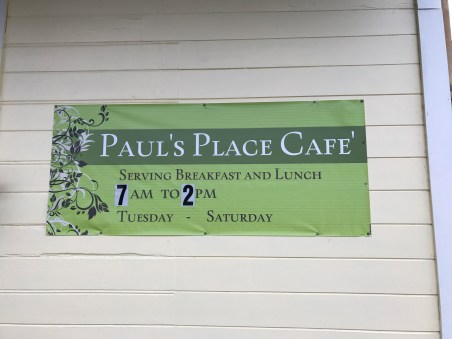 PAUL'S PLACE CAFE'
SERVING BREAKFAST AND LUNCH
7 AM TO 2 PM
TUESDAY - SATURDAY